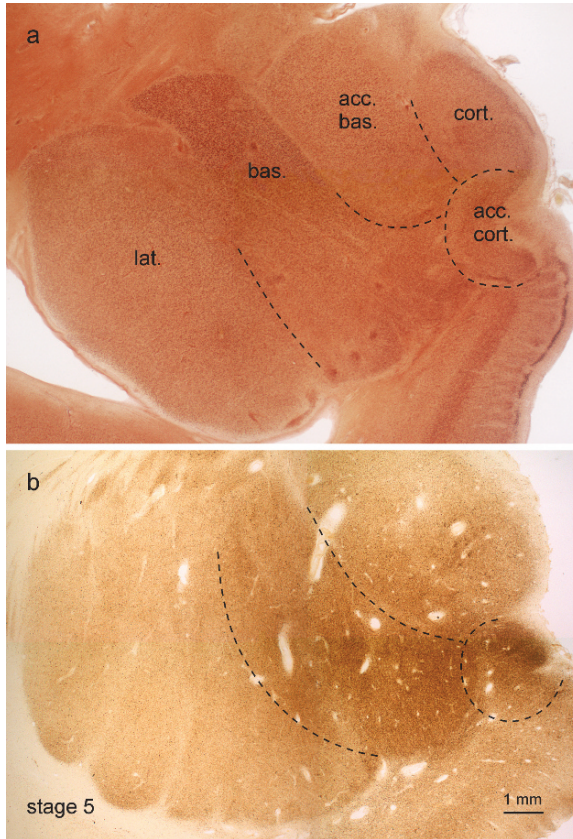 a
acc.
bas.
cort.
bas.
acc.
cort.
lat.
b
stage 5
1 mm